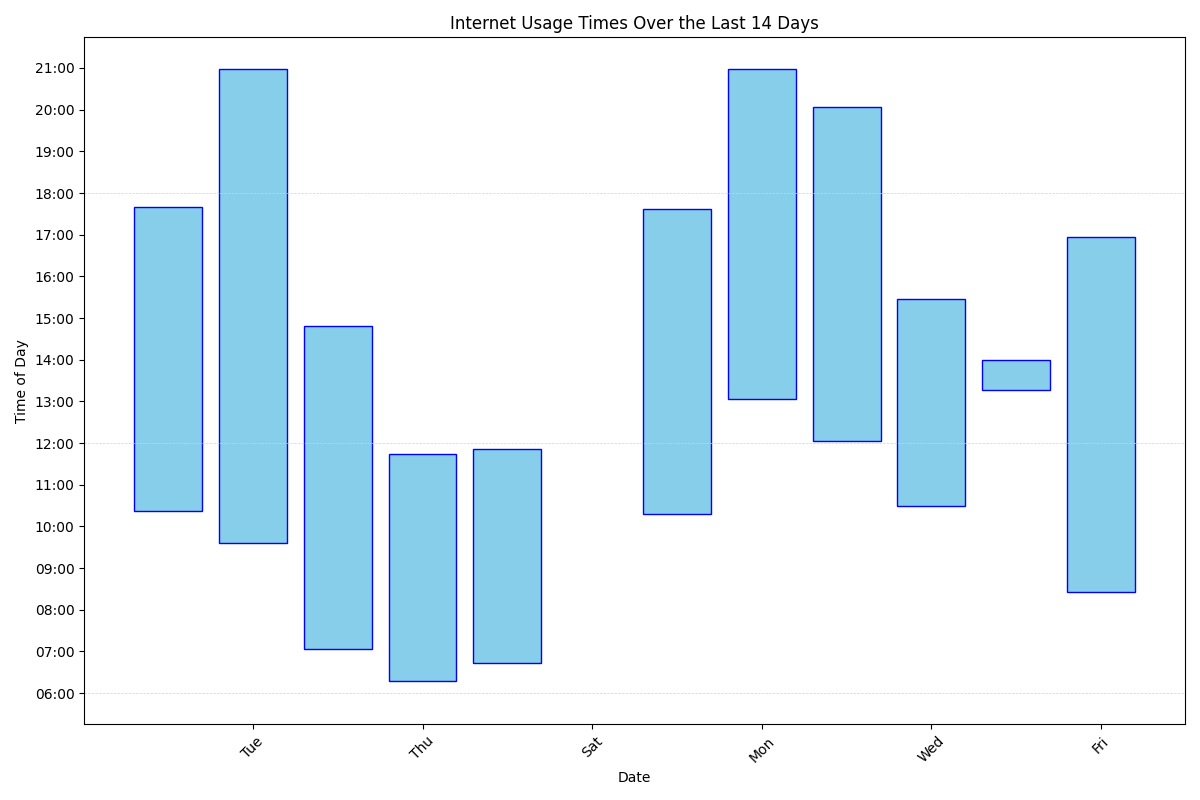 Internet Usage Times Over the Last 14 Days
Time of Day
21:00
20:00
19:00
18:00
17:00
16:00
15:00
14:00
13:00
12:00
11:00
10:00
09:00
08:00
07:00
06:00
Tue
Thu
Sat
Mon
Wed
Fri
Date